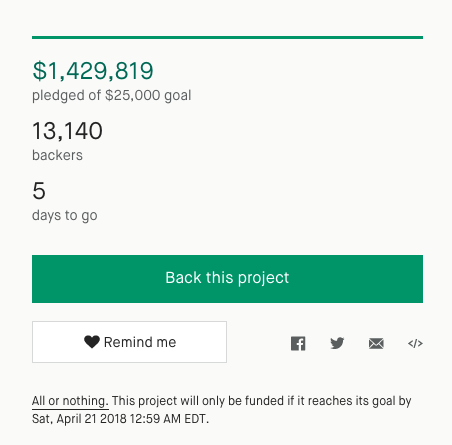 $1,429,819
pledged of $25,000 goal
13,140
backers
5
days to go
Back this project
Remind me
All or nothing. This project will only be funded if it reaches its goal by
Sat, April 21 2018 12:59 AM EDT.